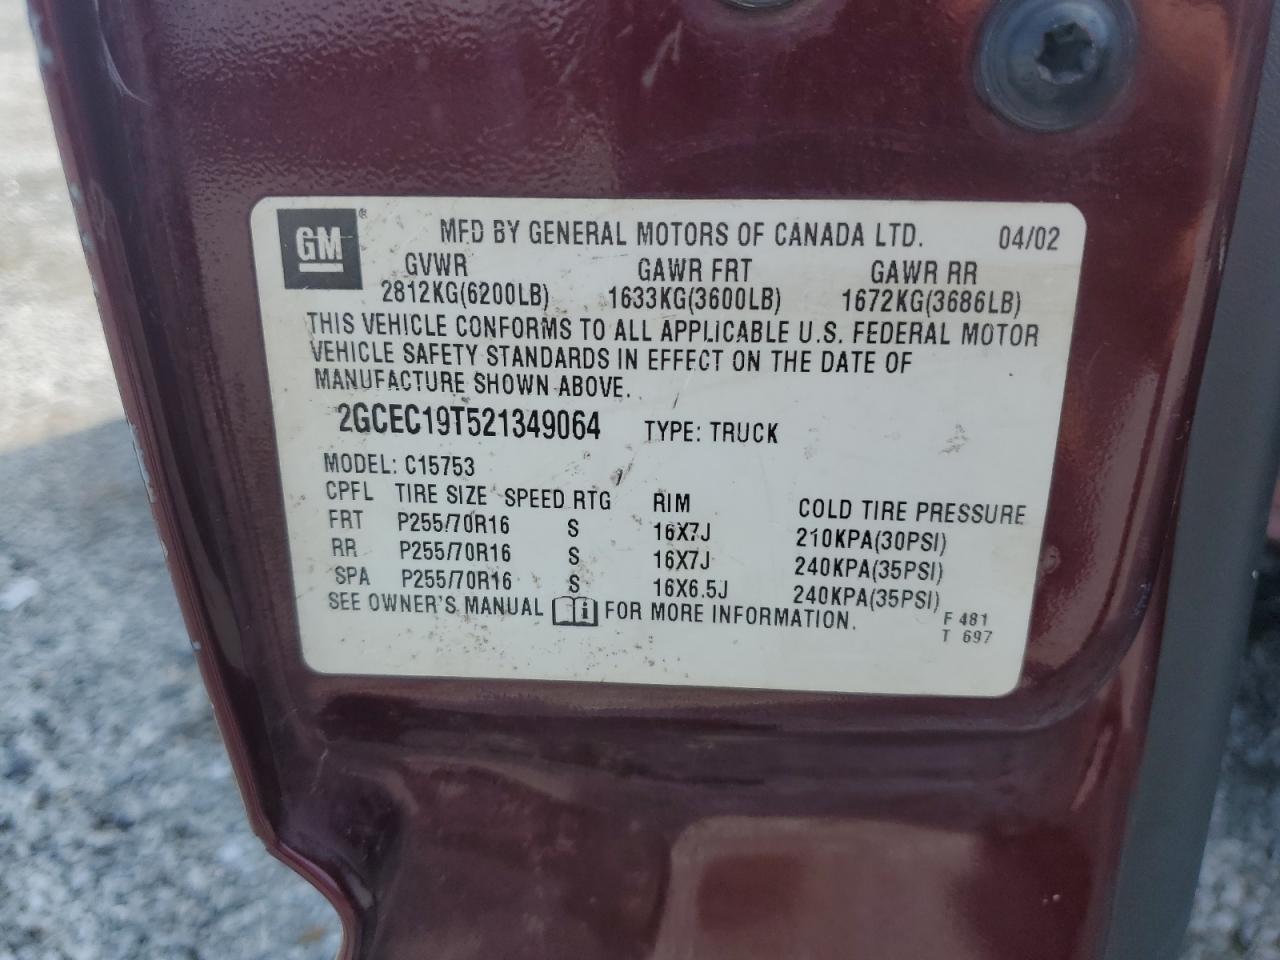 GM® MFD BY GENERAL MOTORS OF CANADA LTD. 04/02
GVWR GAWR FRT GAWR RR
2812KG(6200LB) 1633KG(3600LB) 1672KG(3686LB)
THIS VEHICLE CONFORMS TO ALL APPLICABLE U.S. FEDERAL MOTOR
VEHICLE SAFETY STANDARDS IN EFFECT ON THE DATE OF
MANUFACTURE SHOWN ABOVE.
2GCEC19T521349064 TYPE: TRUCK
MODEL: C15753
CPFL TIRE SIZE SPEED RTG RIM COLD TIRE PRESSURE
FRT P255/70R16 S 16X7J 210KPA(30PSI)
RR P255/70R16 S 16X7J 240KPA(35PSI)
SPA P255/70R16 S 16X6.5J 240KPA(35PSI)
SEE OWNER'S MANUAL i FOR MORE INFORMATION.
F 481
T 697